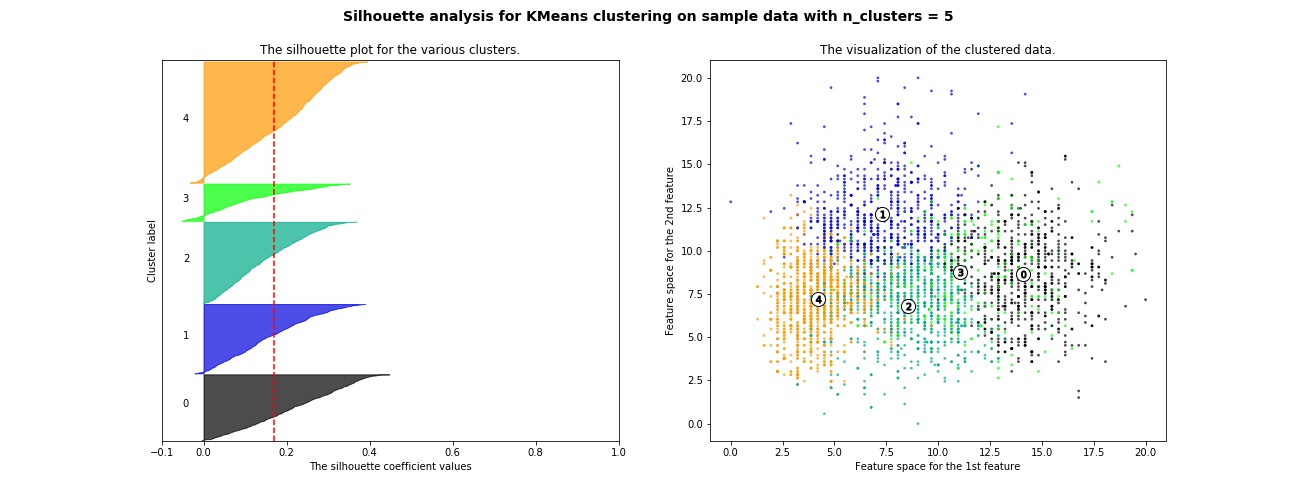 Silhouette analysis for KMeans clustering on sample data with n_clusters = 5
The silhouette plot for the various clusters.
4
3
2
1
0
Cluster label
−0.1 0.0 0.2 0.4 0.6 0.8 1.0
The silhouette coefficient values
The visualization of the clustered data.
20.0
17.5
15.0
12.5
10.0
7.5
5.0
2.5
0.0
Feature space for the 2nd feature
1
3
0
4
2
0.0 2.5 5.0 7.5 10.0 12.5 15.0 17.5 20.0
Feature space for the 1st feature